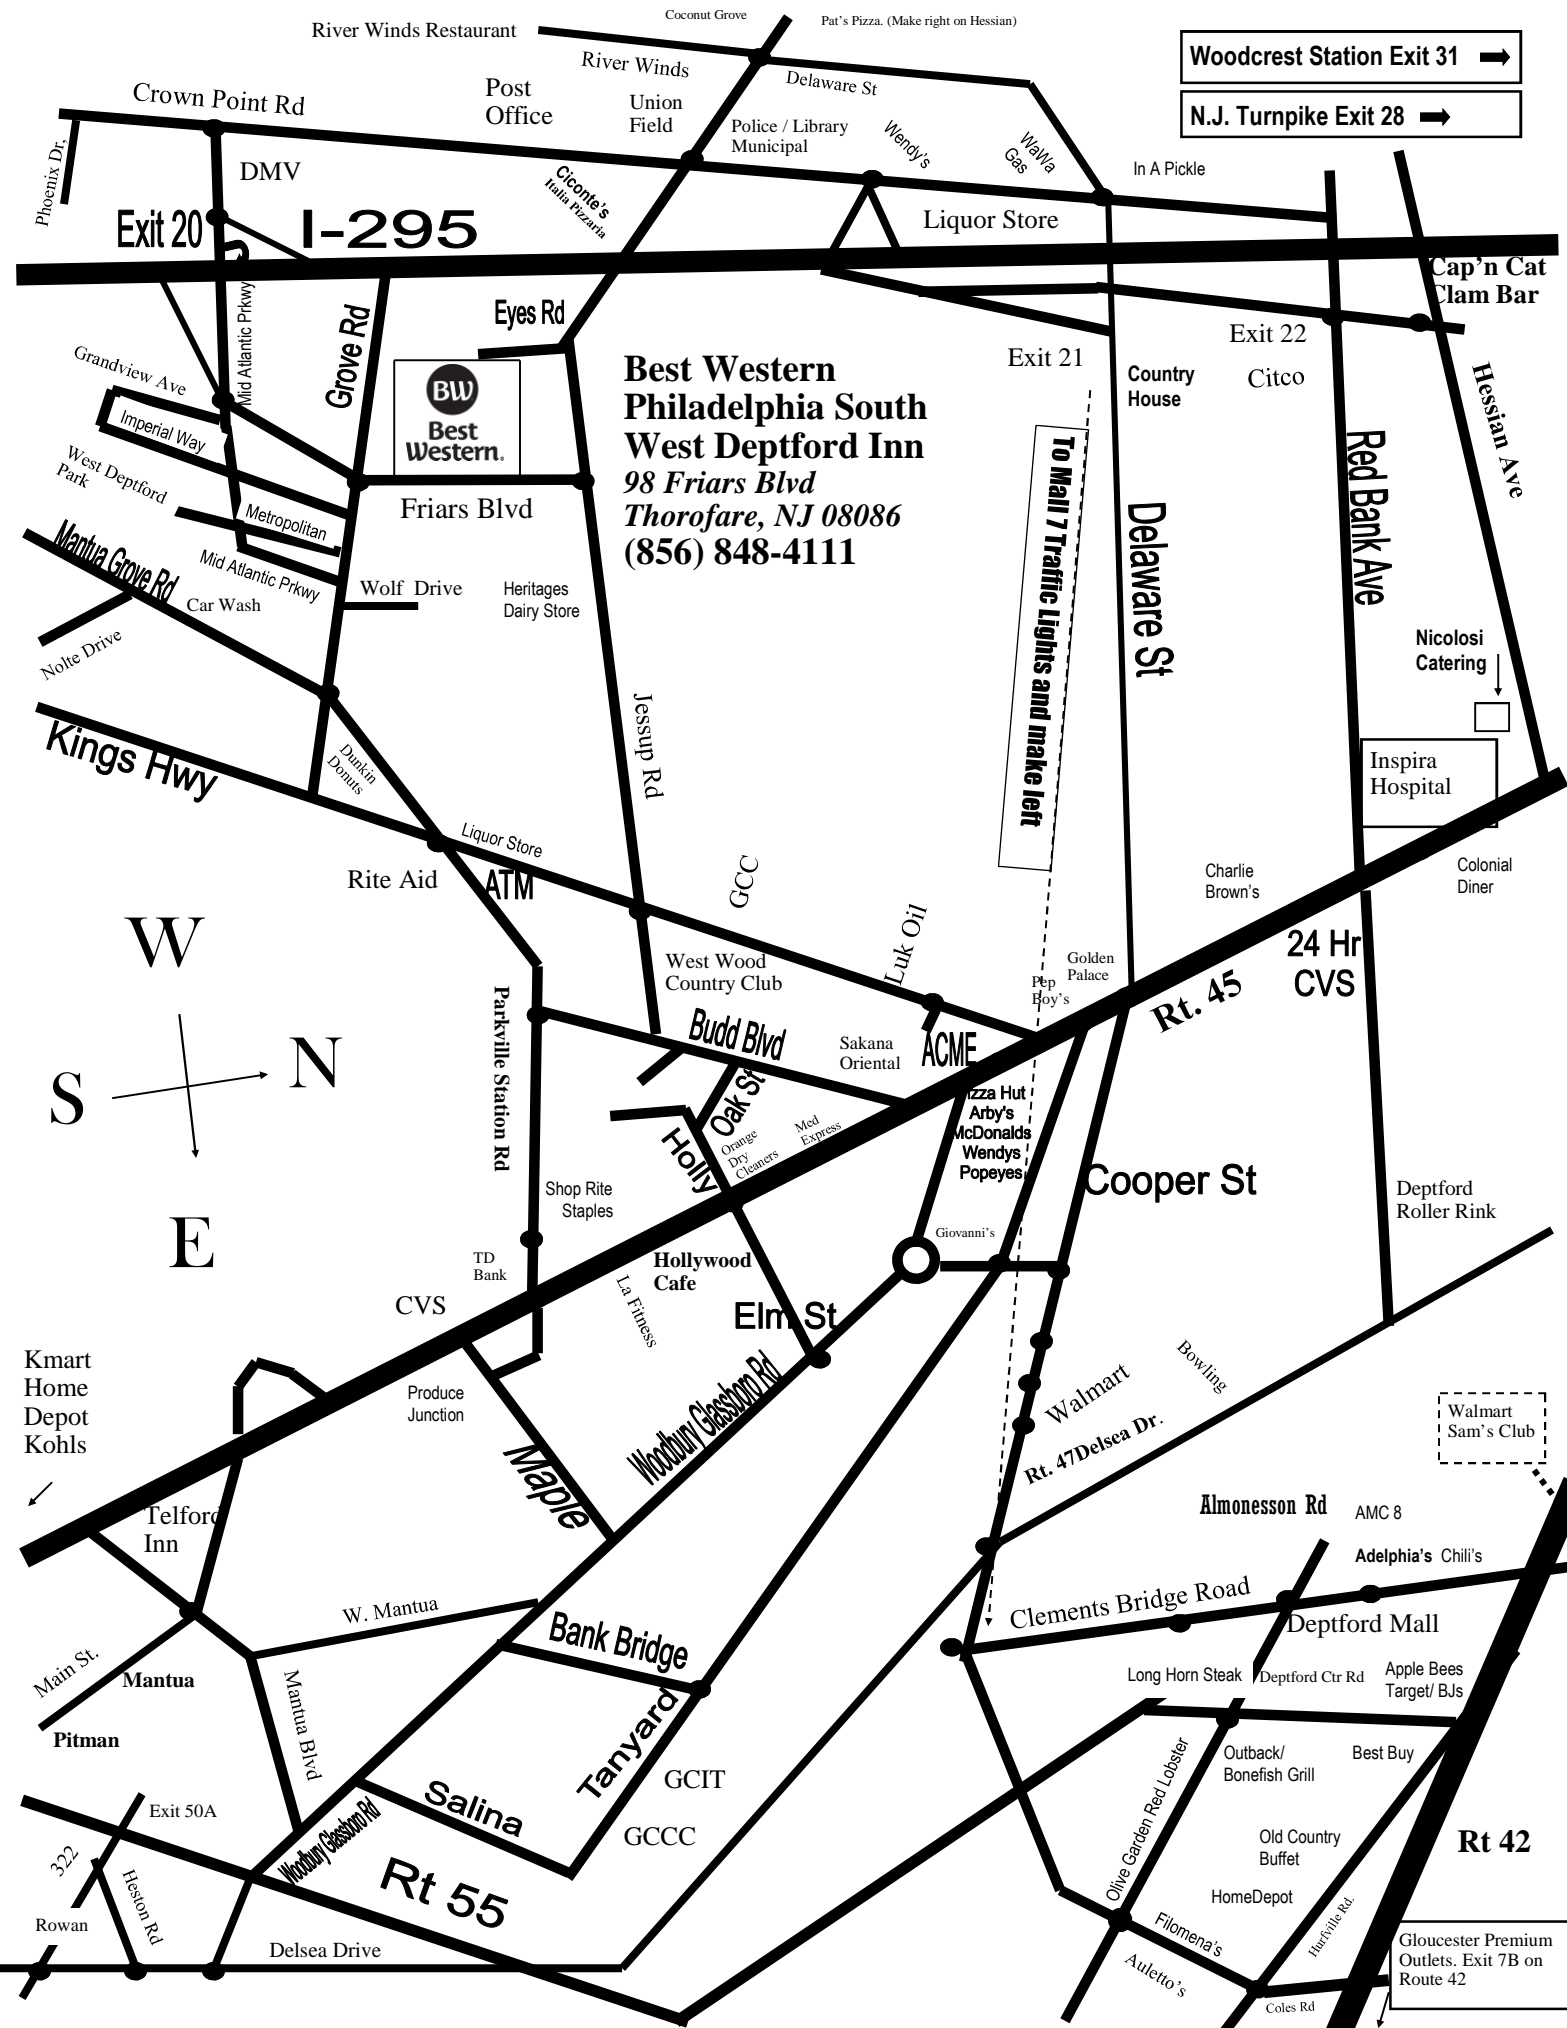 Coconut Grove
Pat's Pizza. (Make right on Hessian)
River Winds Restaurant
River Winds
Delaware St
Woodcrest Station Exit 31
N.J. Turnpike Exit 28
Crown Point Rd
Post
Office
Union
Field
Police / Library
Municipal
Wendy's
WaWa
Gas
In A Pickle
Phoenix Dr.
DMV
Ciconte's
Italia Pizzaria
Liquor Store
Exit 20
I-295
Cap'n Cat
Clam Bar
Mid Atlantic Prkwy
Grove Rd
Eyes Rd
Exit 21
Exit 22
Citco
Country
House
Hessian Ave
Grandview Ave
Imperial Way
West Deptford
Park
BW
Best
Western.
Best Western
Philadelphia South
West Deptford Inn
98 Friars Blvd
Thorofare, NJ 08086
(856) 848-4111
Friars Blvd
To Mall 7 Traffic Lights and make left
Delaware St
Red Bank Ave
Metropolitan
Mid Atlantic Prkwy
Mantua Grove Rd
Car Wash
Wolf Drive
Heritages
Dairy Store
Nolte Drive
Nicolosi
Catering
Kings Hwy
Dunkin
Donuts
Jessup Rd
Inspira
Hospital
Liquor Store
Rite Aid
ATM
GCC
Luk Oil
Charlie
Brown's
Colonial
Diner
W
West Wood
Country Club
Golden
Palace
Pep
Boy's
24 Hr
CVS
Rt. 45
Parkville Station Rd
Budd Blvd
Sakana
Oriental
ACME
N
S
Oak St
Holly
Orange
Dry
Cleaners
Med
Express
izza Hut
Arby's
McDonalds
Wendys
Popeyes
Cooper St
Deptford
Roller Rink
Shop Rite
Staples
E
TD
Bank
Hollywood
Cafe
La Fitness
Giovanni's
CVS
Elm St
Kmart
Home
Depot
Kohls
Produce
Junction
Maple
Woodbury Glassboro Rd
Walmart
Bowling
Rt. 47Delsea Dr.
Walmart
Sam's Club
Telford
Inn
Almonesson Rd
AMC 8
Adelphia's Chili's
W. Mantua
Clements Bridge Road
Deptford Mall
Bank Bridge
Main St.
Mantua
Pitman
Mantua Blvd
Long Horn Steak
Deptford Ctr Rd
Apple Bees
Target/ BJs
Tanyard
Outback/
Bonefish Grill
Best Buy
GCIT
Salina
GCCC
Exit 50A
322
Heston Rd
Woodbury Glassboro Rd
Rt 55
Olive Garden Red Lobster
Old Country
Buffet
Rt 42
HomeDepot
Hurfville Rd.
Rowan
Delsea Drive
Filomena's
Auletto's
Gloucester Premium
Outlets. Exit 7B on
Route 42
Coles Rd